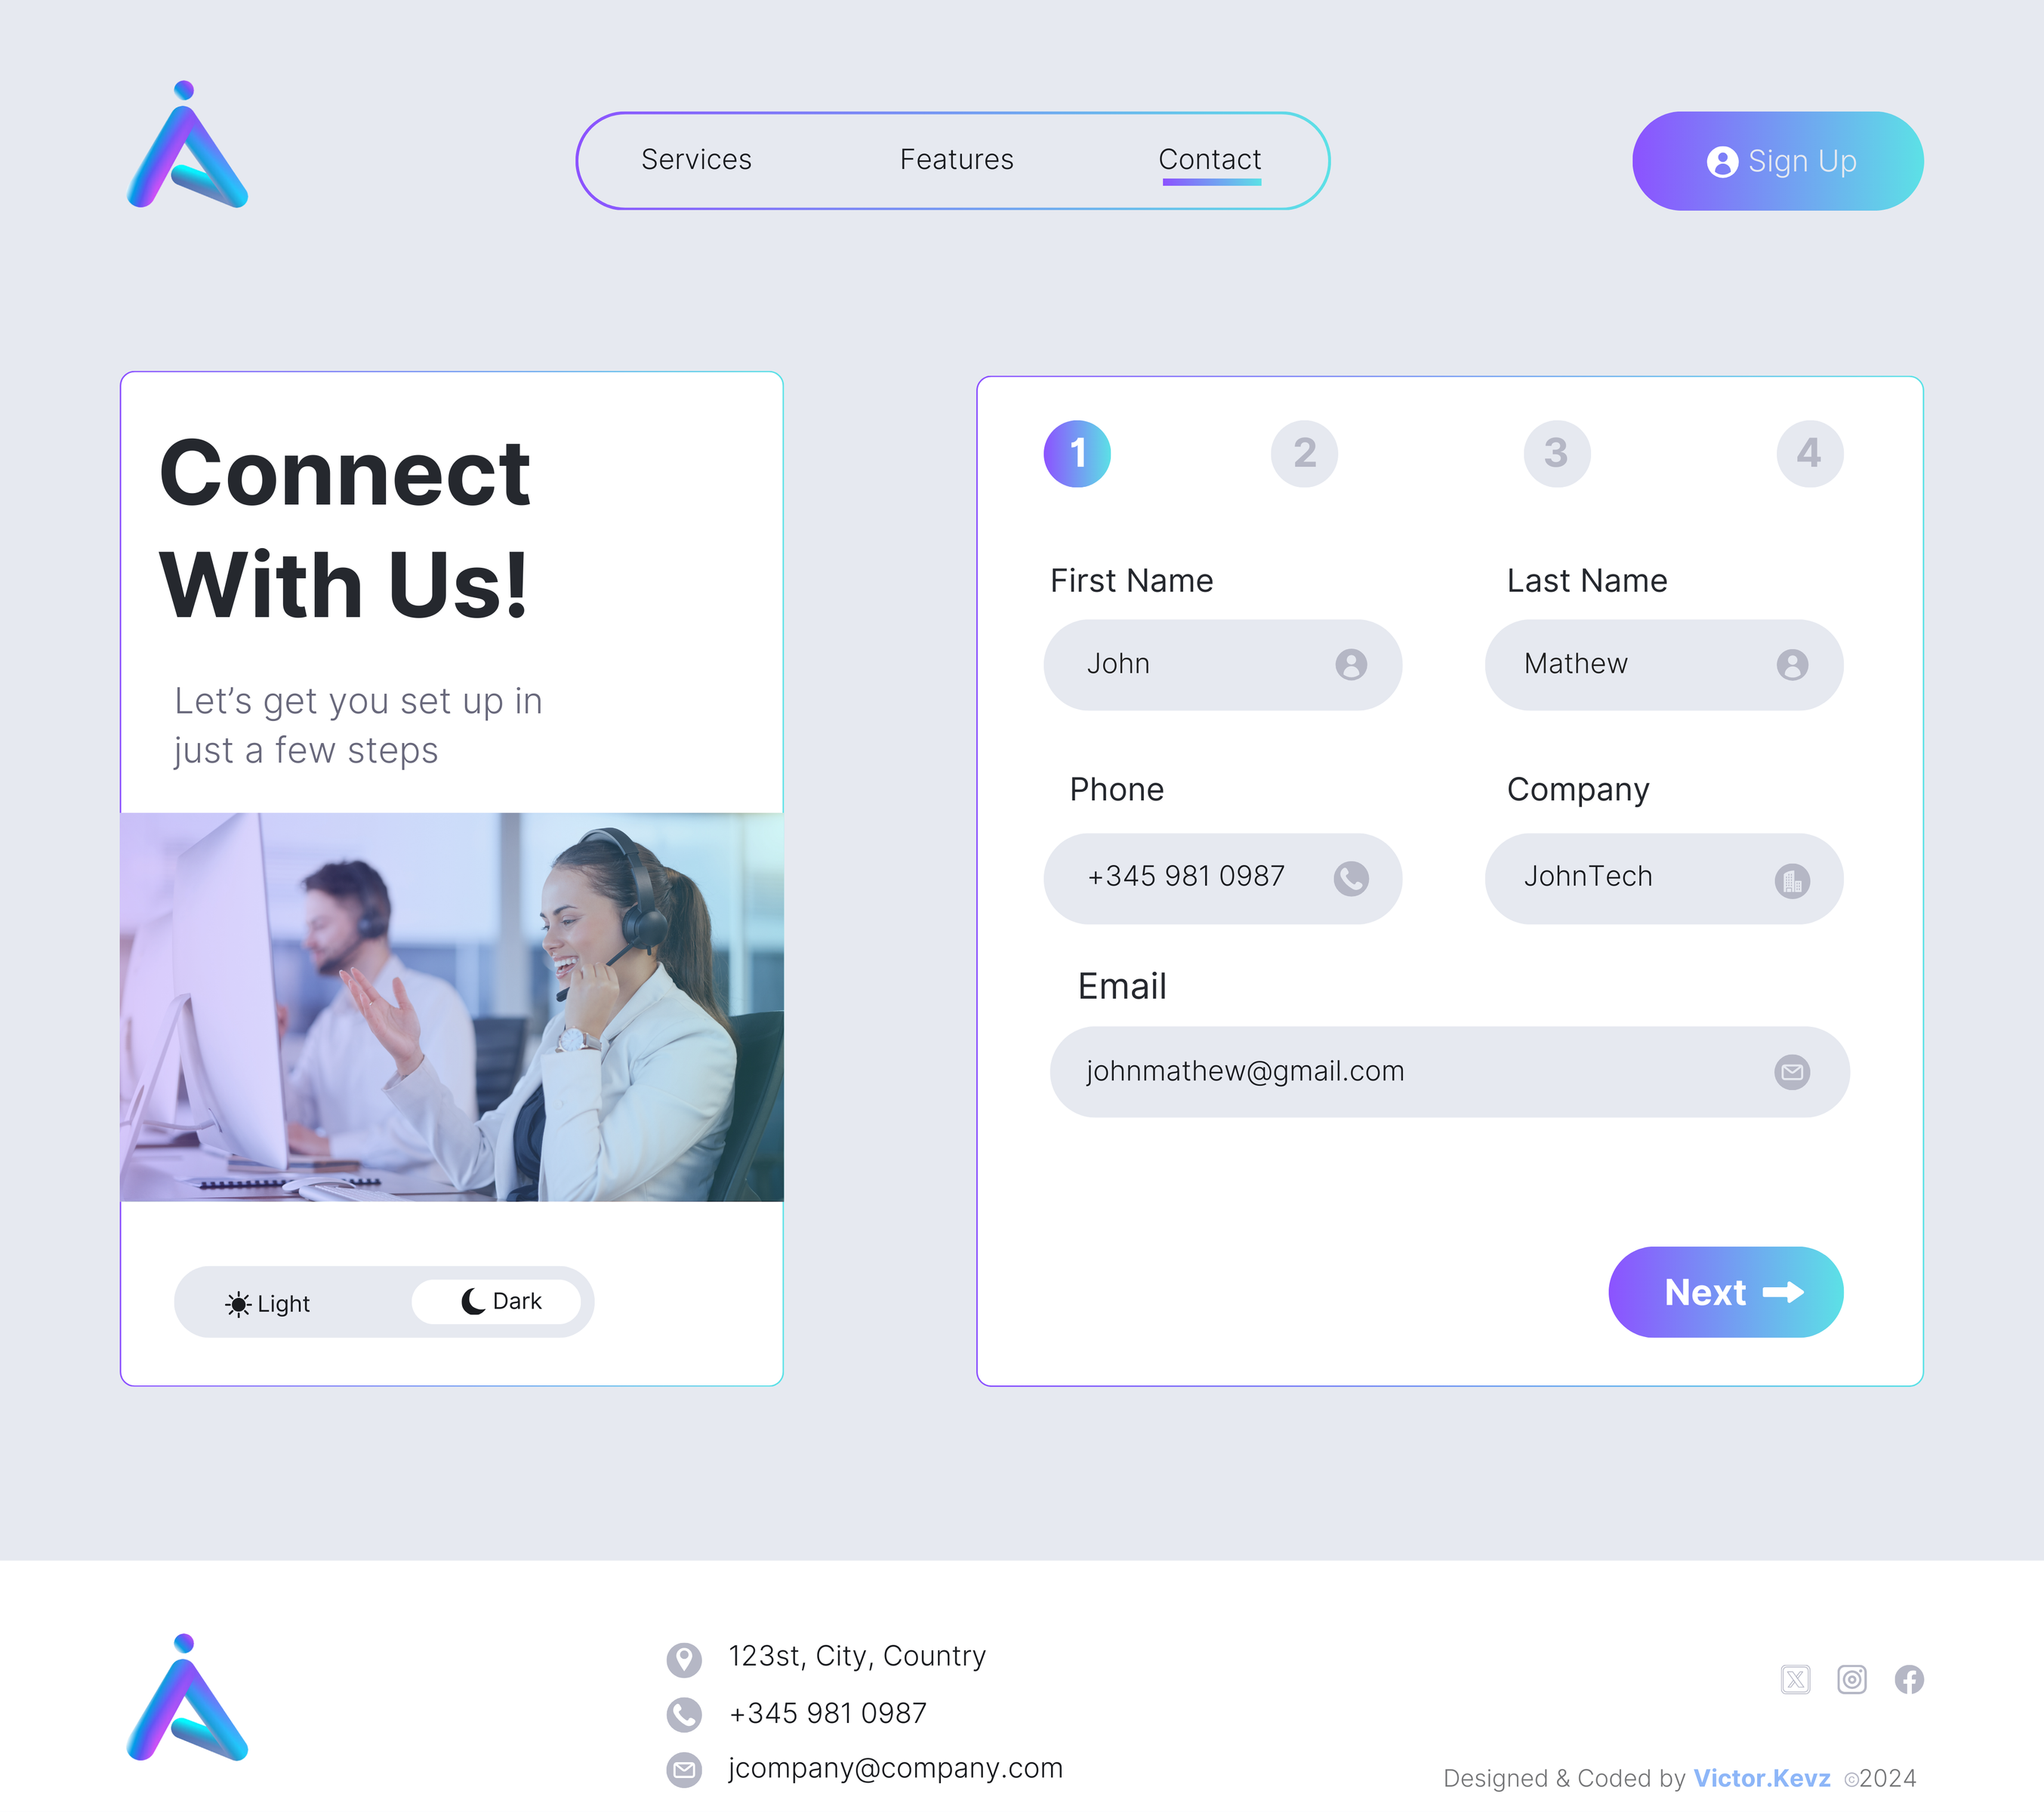 Services
Features
Contact
Sign Up
Connect
With Us!
Let’s get you set up in
just a few steps
Light
Dark
1
2
3
4
First Name
Last Name
John
Mathew
Phone
Company
+345 981 0987
JohnTech
Email
johnmathew@gmail.com
Next
123st, City, Country
+345 981 0987
jcompany@company.com
Designed & Coded by Victor.Kevz ©2024